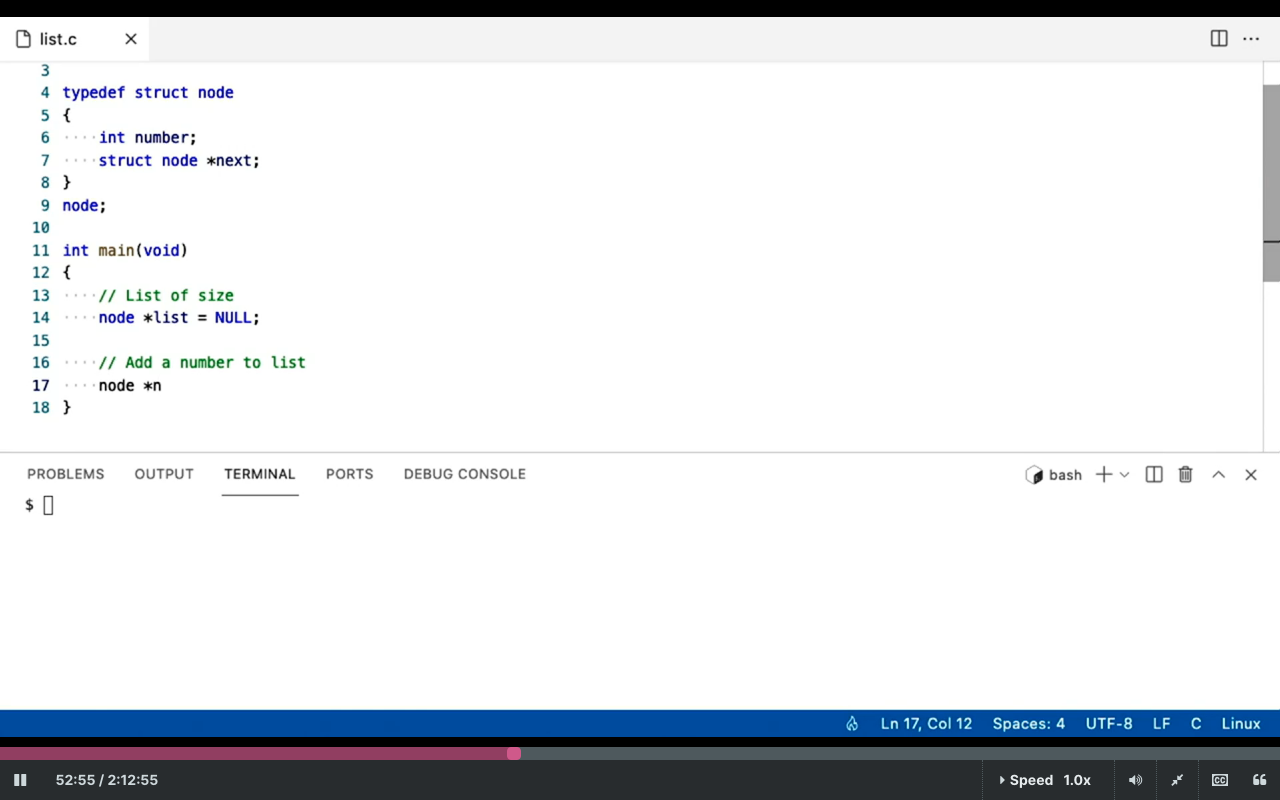 list.c
3
4 typedef struct node
5 {
6 ····int number;
7 ····struct node *next;
8 }
9 node;
10
11 int main(void)
12 {
13 ····// List of size
14 ····node *list = NULL;
15
16 ····// Add a number to list
17 ····node *n
18 }
PROBLEMS OUTPUT TERMINAL PORTS DEBUG CONSOLE bash
$
Ln 17, Col 12 Spaces: 4 UTF-8 LF C Linux
52:55 / 2:12:55 Speed 1.0x CC